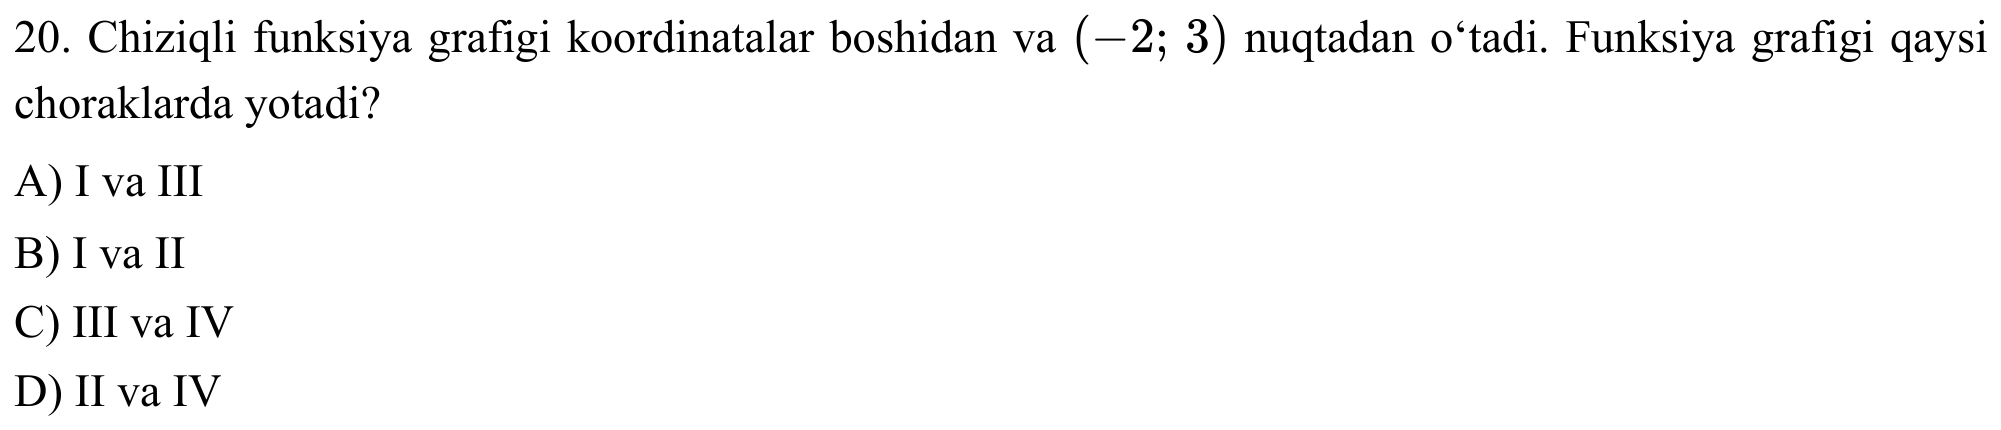 20. Chiziqli funksiya grafigi koordinatalar boshidan va (−2; 3) nuqtadan o‘tadi. Funksiya grafigi qaysi
choraklarda yotadi?
A) I va III
B) I va II
C) III va IV
D) II va IV